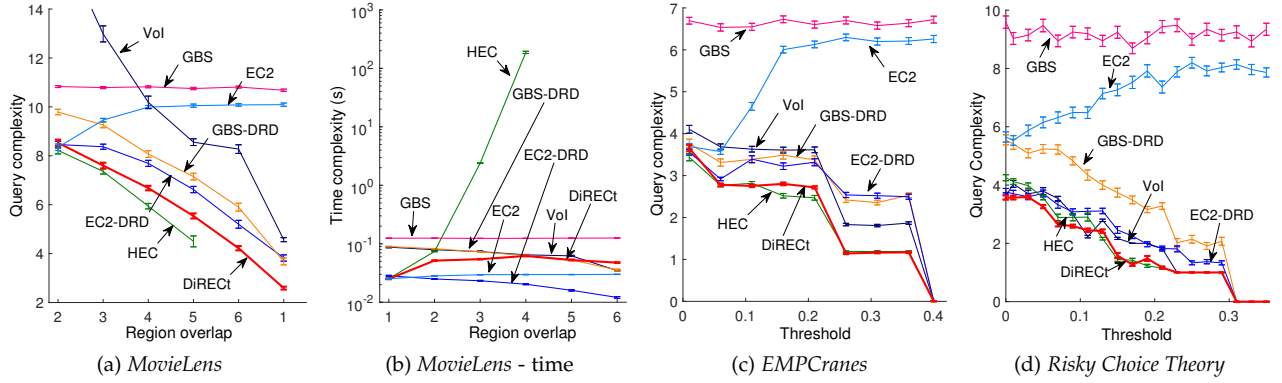 14
12
10
8
6
4
2
Query complexity
VoI
GBS
EC2
GBS-DRD
EC2-DRD
HEC
DiRECt
2 3 4 5 6 1
Region overlap
(a) MovieLens
10³
10²
10¹
10⁰
10⁻¹
10⁻²
Time complexity (s)
HEC
GBS-DRD
EC2-DRD
DiRECt
GBS
EC2
VoI
1 2 3 4 5 6
Region overlap
(b) MovieLens - time
7
6
5
4
3
2
1
0
Query complexity
GBS
EC2
VoI
GBS-DRD
EC2-DRD
HEC
DiRECt
0 0.1 0.2 0.3 0.4
Threshold
(c) EMPCranes
10
8
6
4
2
0
Query Complexity
GBS
EC2
GBS-DRD
VoI
EC2-DRD
HEC
DiRECt
0 0.1 0.2 0.3
Threshold
(d) Risky Choice Theory